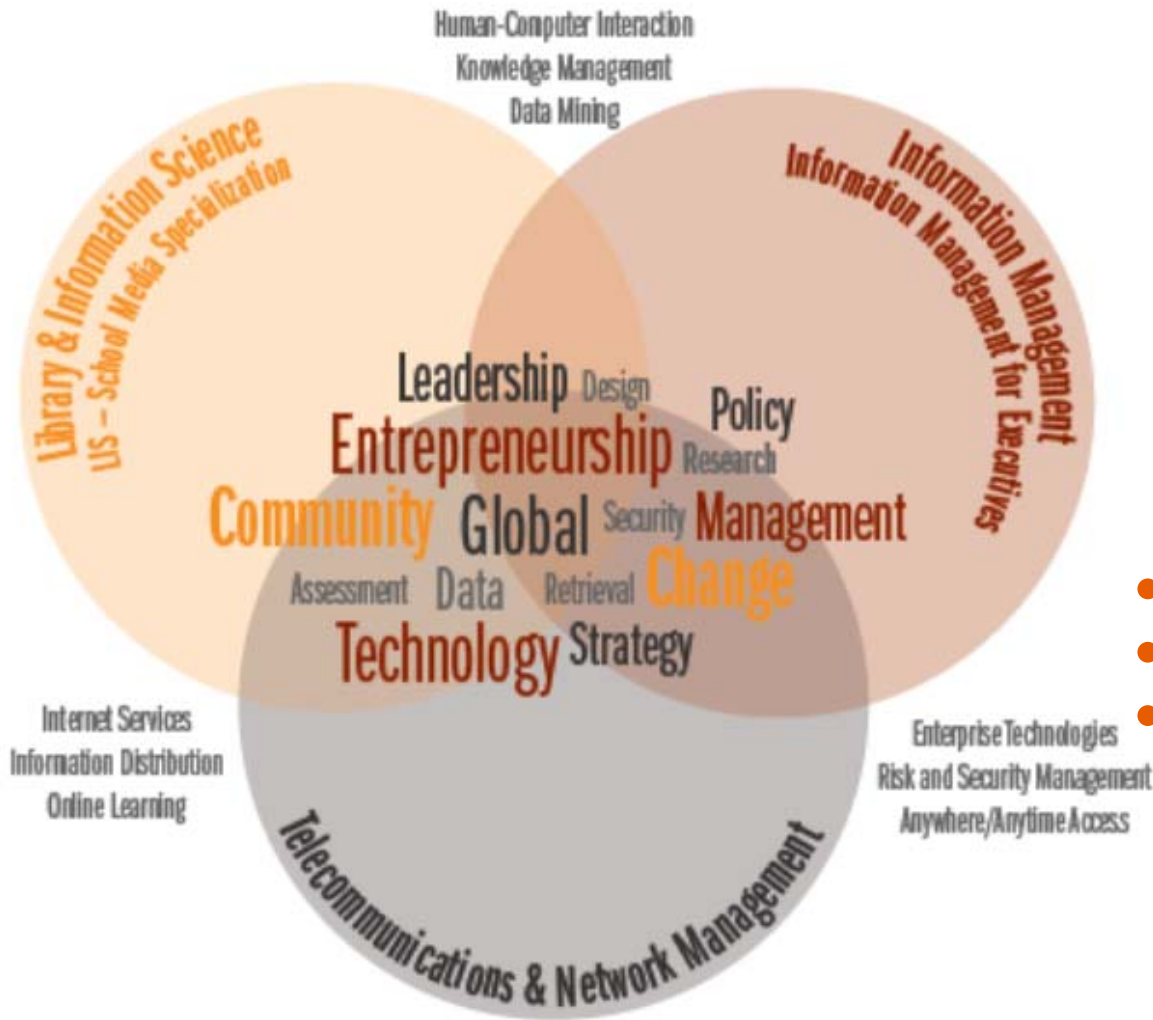 Human-Computer Interaction
Knowledge Management
Data Mining
Library & Information Science
LIS – School Media Specialization
Information Management
Information Management for Executives
Leadership Design
Policy
Entrepreneurship Research
Community Global Security Management
Assessment Data Retrieval Change
Technology Strategy
Internet Services
Information Distribution
Online Learning
Enterprise Technologies
Risk and Security Management
Anywhere/Anytime Access
Telecommunications & Network Management